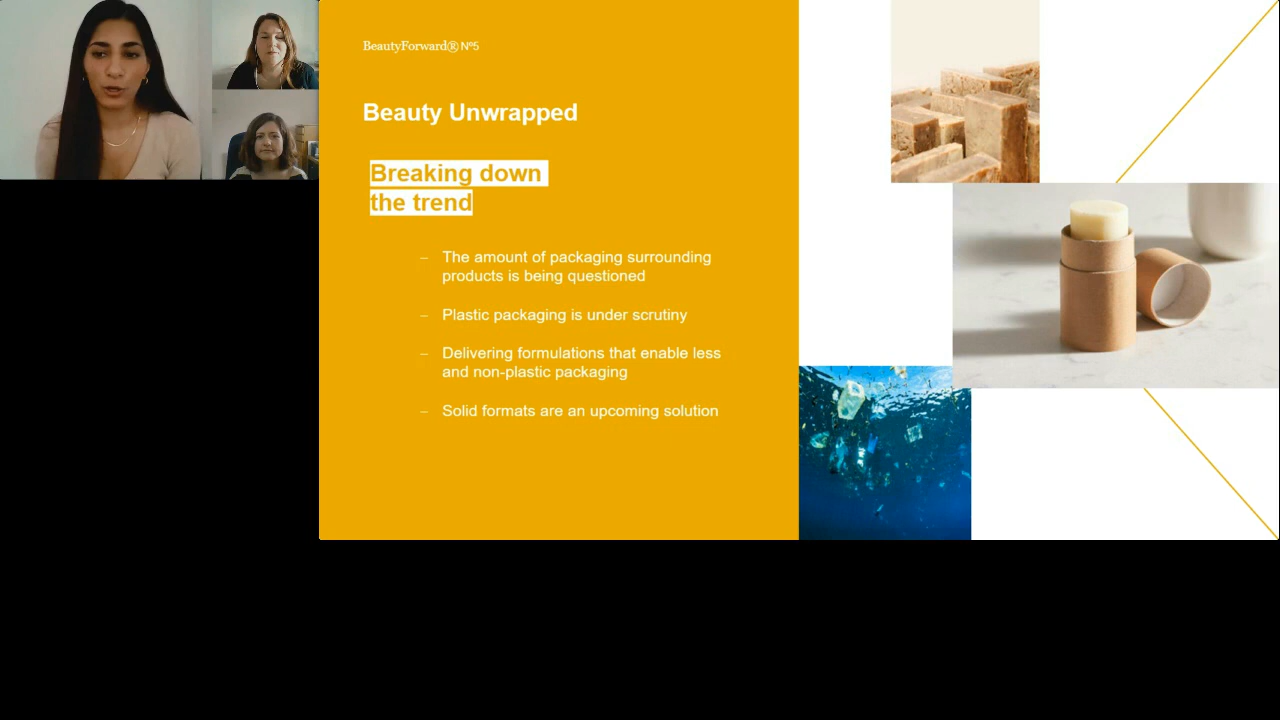 BeautyForward® Nº5
Beauty Unwrapped
Breaking down
the trend
– The amount of packaging surrounding
products is being questioned
– Plastic packaging is under scrutiny
– Delivering formulations that enable less
and non-plastic packaging
– Solid formats are an upcoming solution